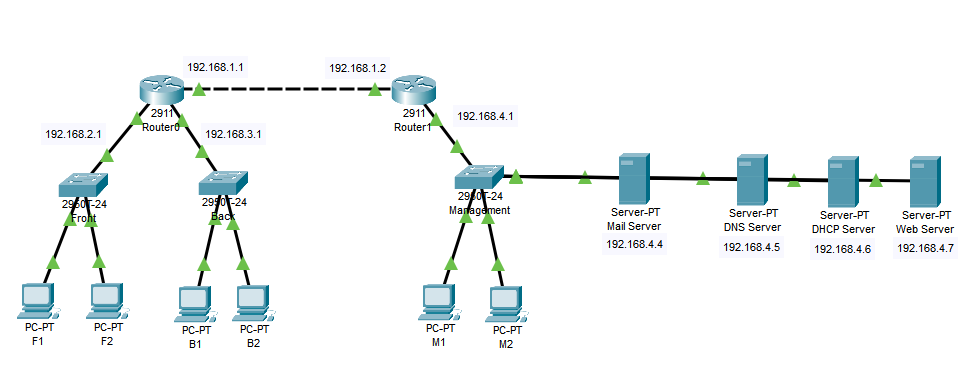 192.168.1.1
192.168.1.2
2911
Router0
2911
Router1
192.168.4.1
192.168.2.1
192.168.3.1
2950T-24
Front
2950T-24
Back
2950T-24
Management
Server-PT
Mail Server
192.168.4.4
Server-PT
DNS Server
192.168.4.5
Server-PT
DHCP Server
192.168.4.6
Server-PT
Web Server
192.168.4.7
PC-PT
F1
PC-PT
F2
PC-PT
B1
PC-PT
B2
PC-PT
M1
PC-PT
M2